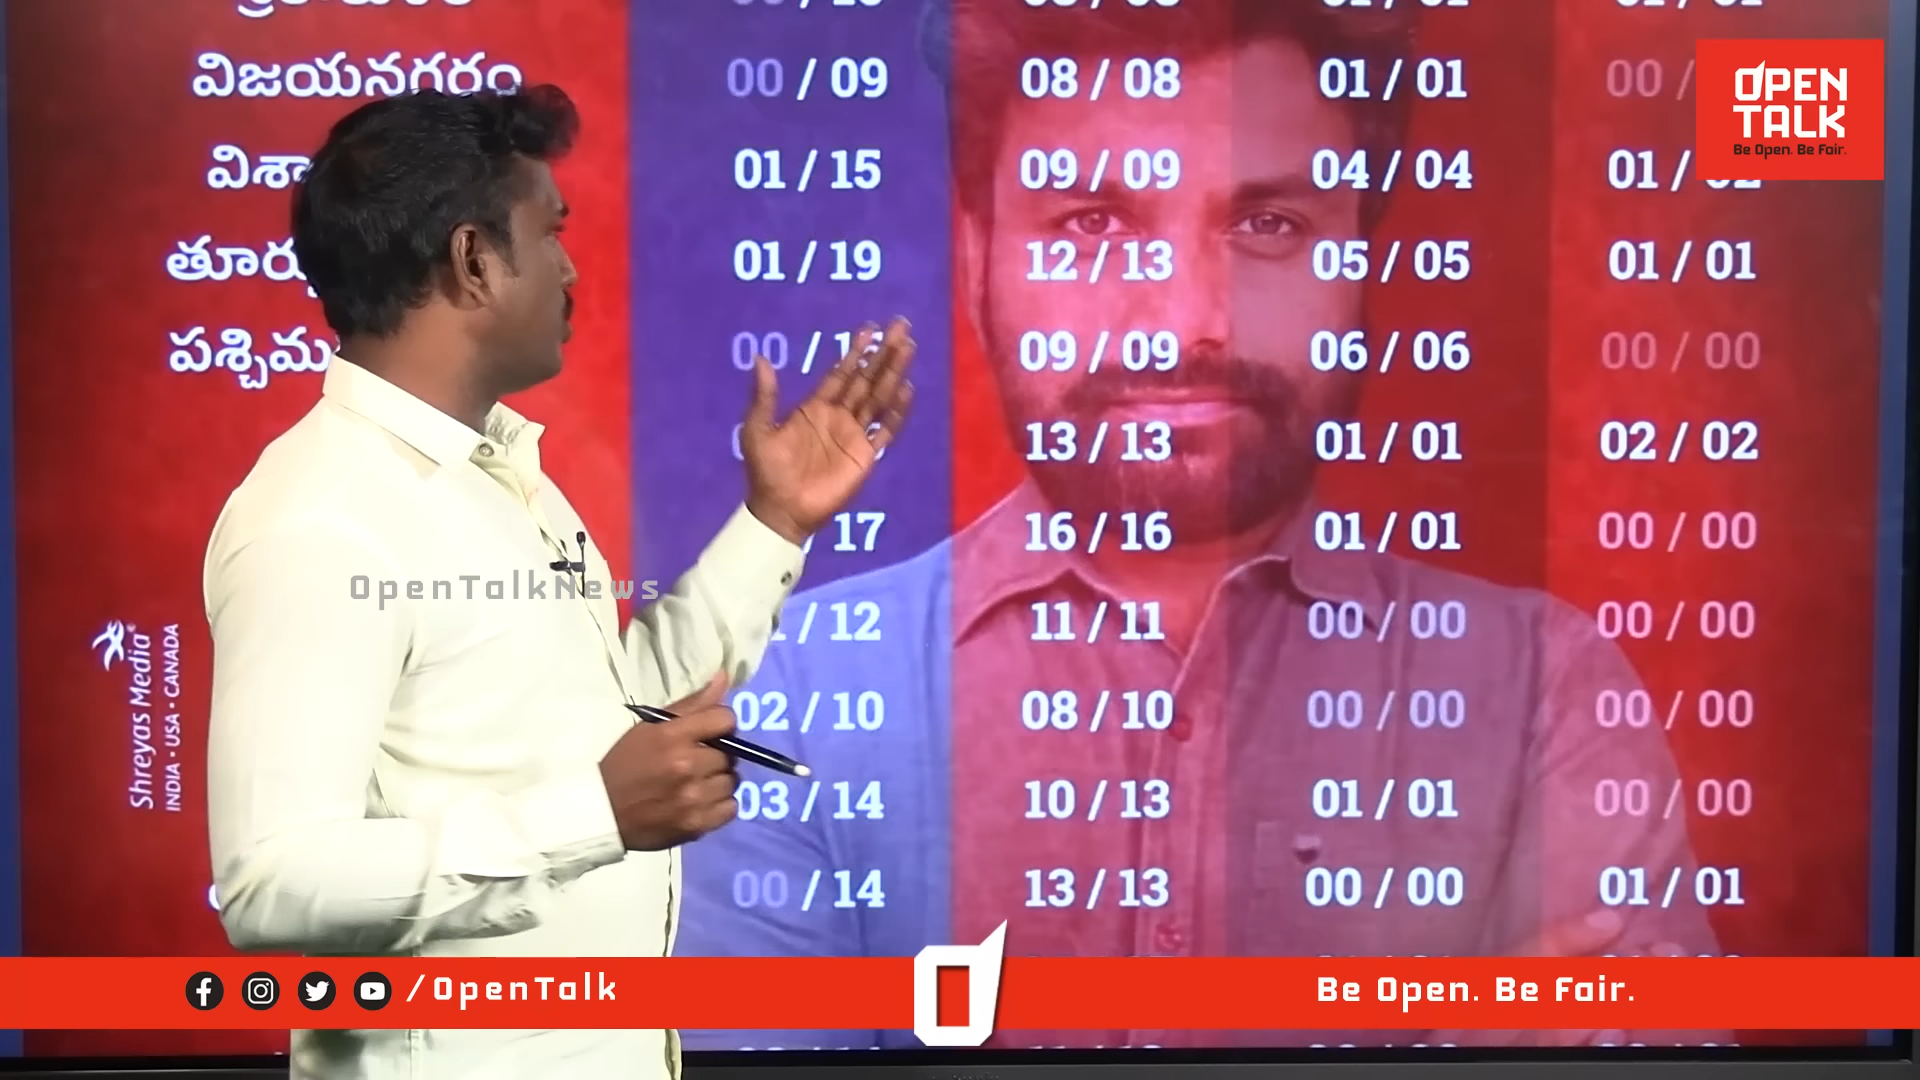 విజయనగరం 00 / 09 08 / 08 01 / 01 00 /
01 / 15 09 / 09 04 / 04 01 /
01 / 19 12 / 13 05 / 05 01 / 01
00 / 09 / 09 06 / 06 00 / 00
13 / 13 01 / 01 02 / 02
/ 17 16 / 16 01 / 01 00 / 00
/ 12 11 / 11 00 / 00 00 / 00
02 / 10 08 / 10 00 / 00 00 / 00
03 / 14 10 / 13 01 / 01 00 / 00
00 / 14 13 / 13 00 / 00 01 / 01
OPEN
TALK
Be Open. Be Fair.
OpenTalkNews
Shreyas Media
INDIA • USA • CANADA
/OpenTalk
Be Open. Be Fair.